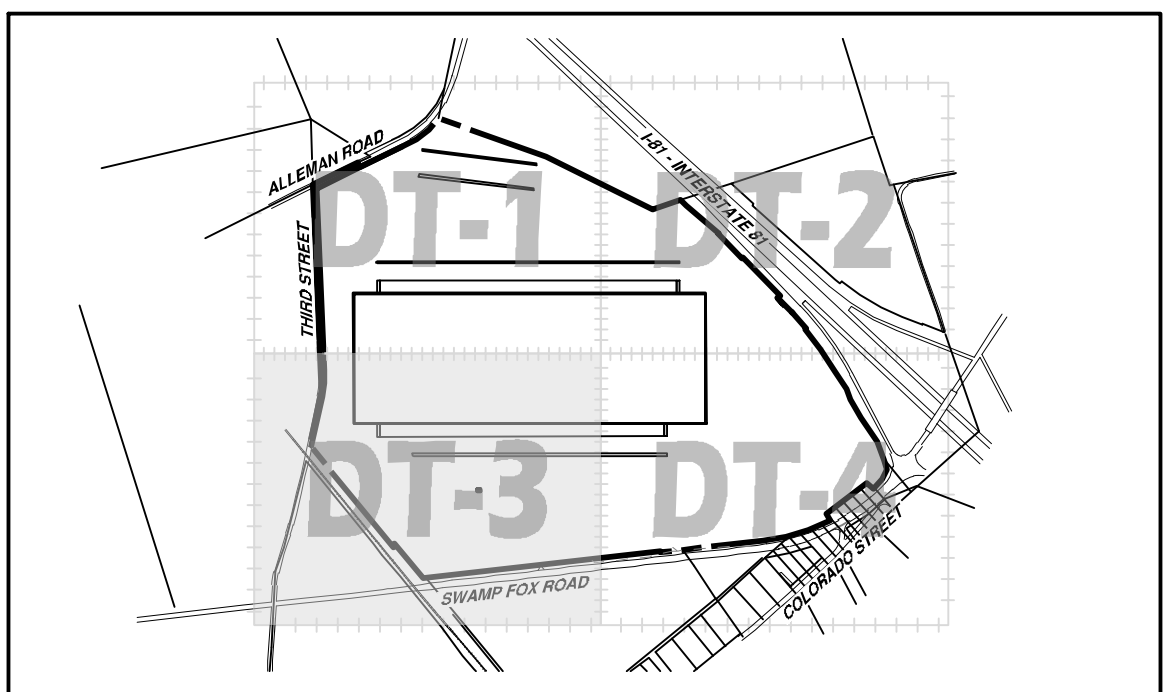 ALLEMAN ROAD
I-81 - INTERSTATE 81
DT-1
DT-2
THIRD STREET
DT-3
DT-4
SWAMP FOX ROAD
COLORADO STREET